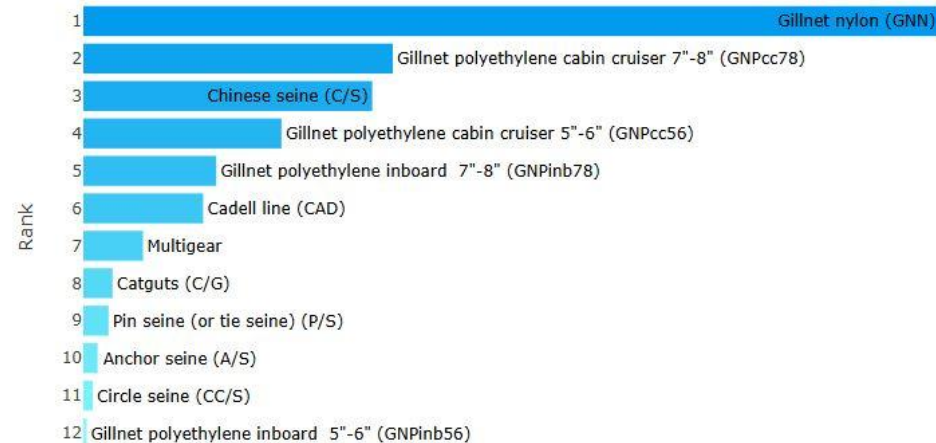 1 Gillnet nylon (GNN)
2 Gillnet polyethylene cabin cruiser 7"-8" (GNPcc78)
3 Chinese seine (C/S)
4 Gillnet polyethylene cabin cruiser 5"-6" (GNPcc56)
5 Gillnet polyethylene inboard  7"-8" (GNPinb78)
6 Cadell line (CAD)
Rank
7 Multigear
8 Catguts (C/G)
9 Pin seine (or tie seine) (P/S)
10 Anchor seine (A/S)
11 Circle seine (CC/S)
12 Gillnet polyethylene inboard  5"-6" (GNPinb56)